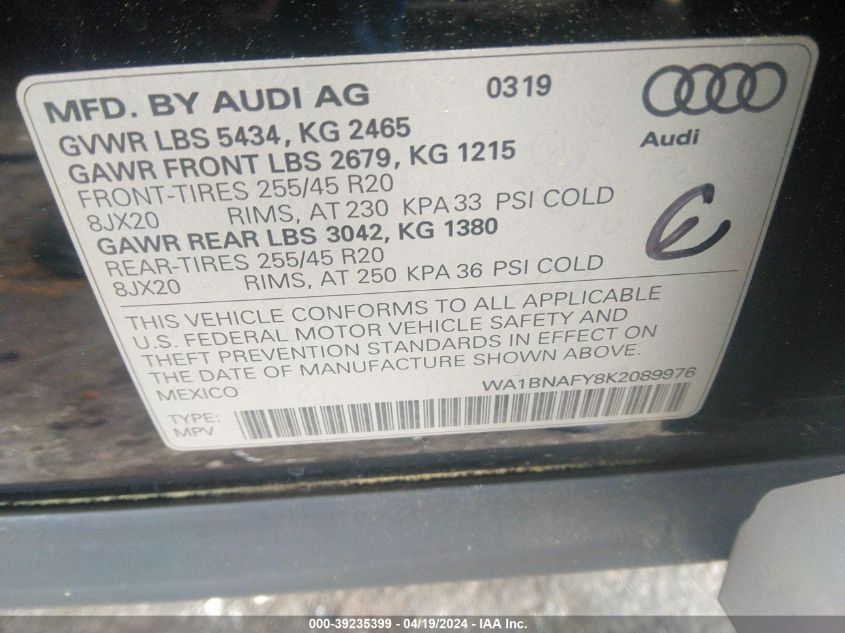 MFD. BY AUDI AG 0319
Audi
GVWR LBS 5434, KG 2465
GAWR FRONT LBS 2679, KG 1215
FRONT-TIRES 255/45 R20
8JX20 RIMS, AT 230 KPA 33 PSI COLD
GAWR REAR LBS 3042, KG 1380
REAR-TIRES 255/45 R20
8JX20 RIMS, AT 250 KPA 36 PSI COLD
THIS VEHICLE CONFORMS TO ALL APPLICABLE
U.S. FEDERAL MOTOR VEHICLE SAFETY AND
THEFT PREVENTION STANDARDS IN EFFECT ON
THE DATE OF MANUFACTURE SHOWN ABOVE.
MEXICO WA1BNAFY8K2089976
TYPE:
MPV
000-39235399 - 04/19/2024 - IAA Inc.